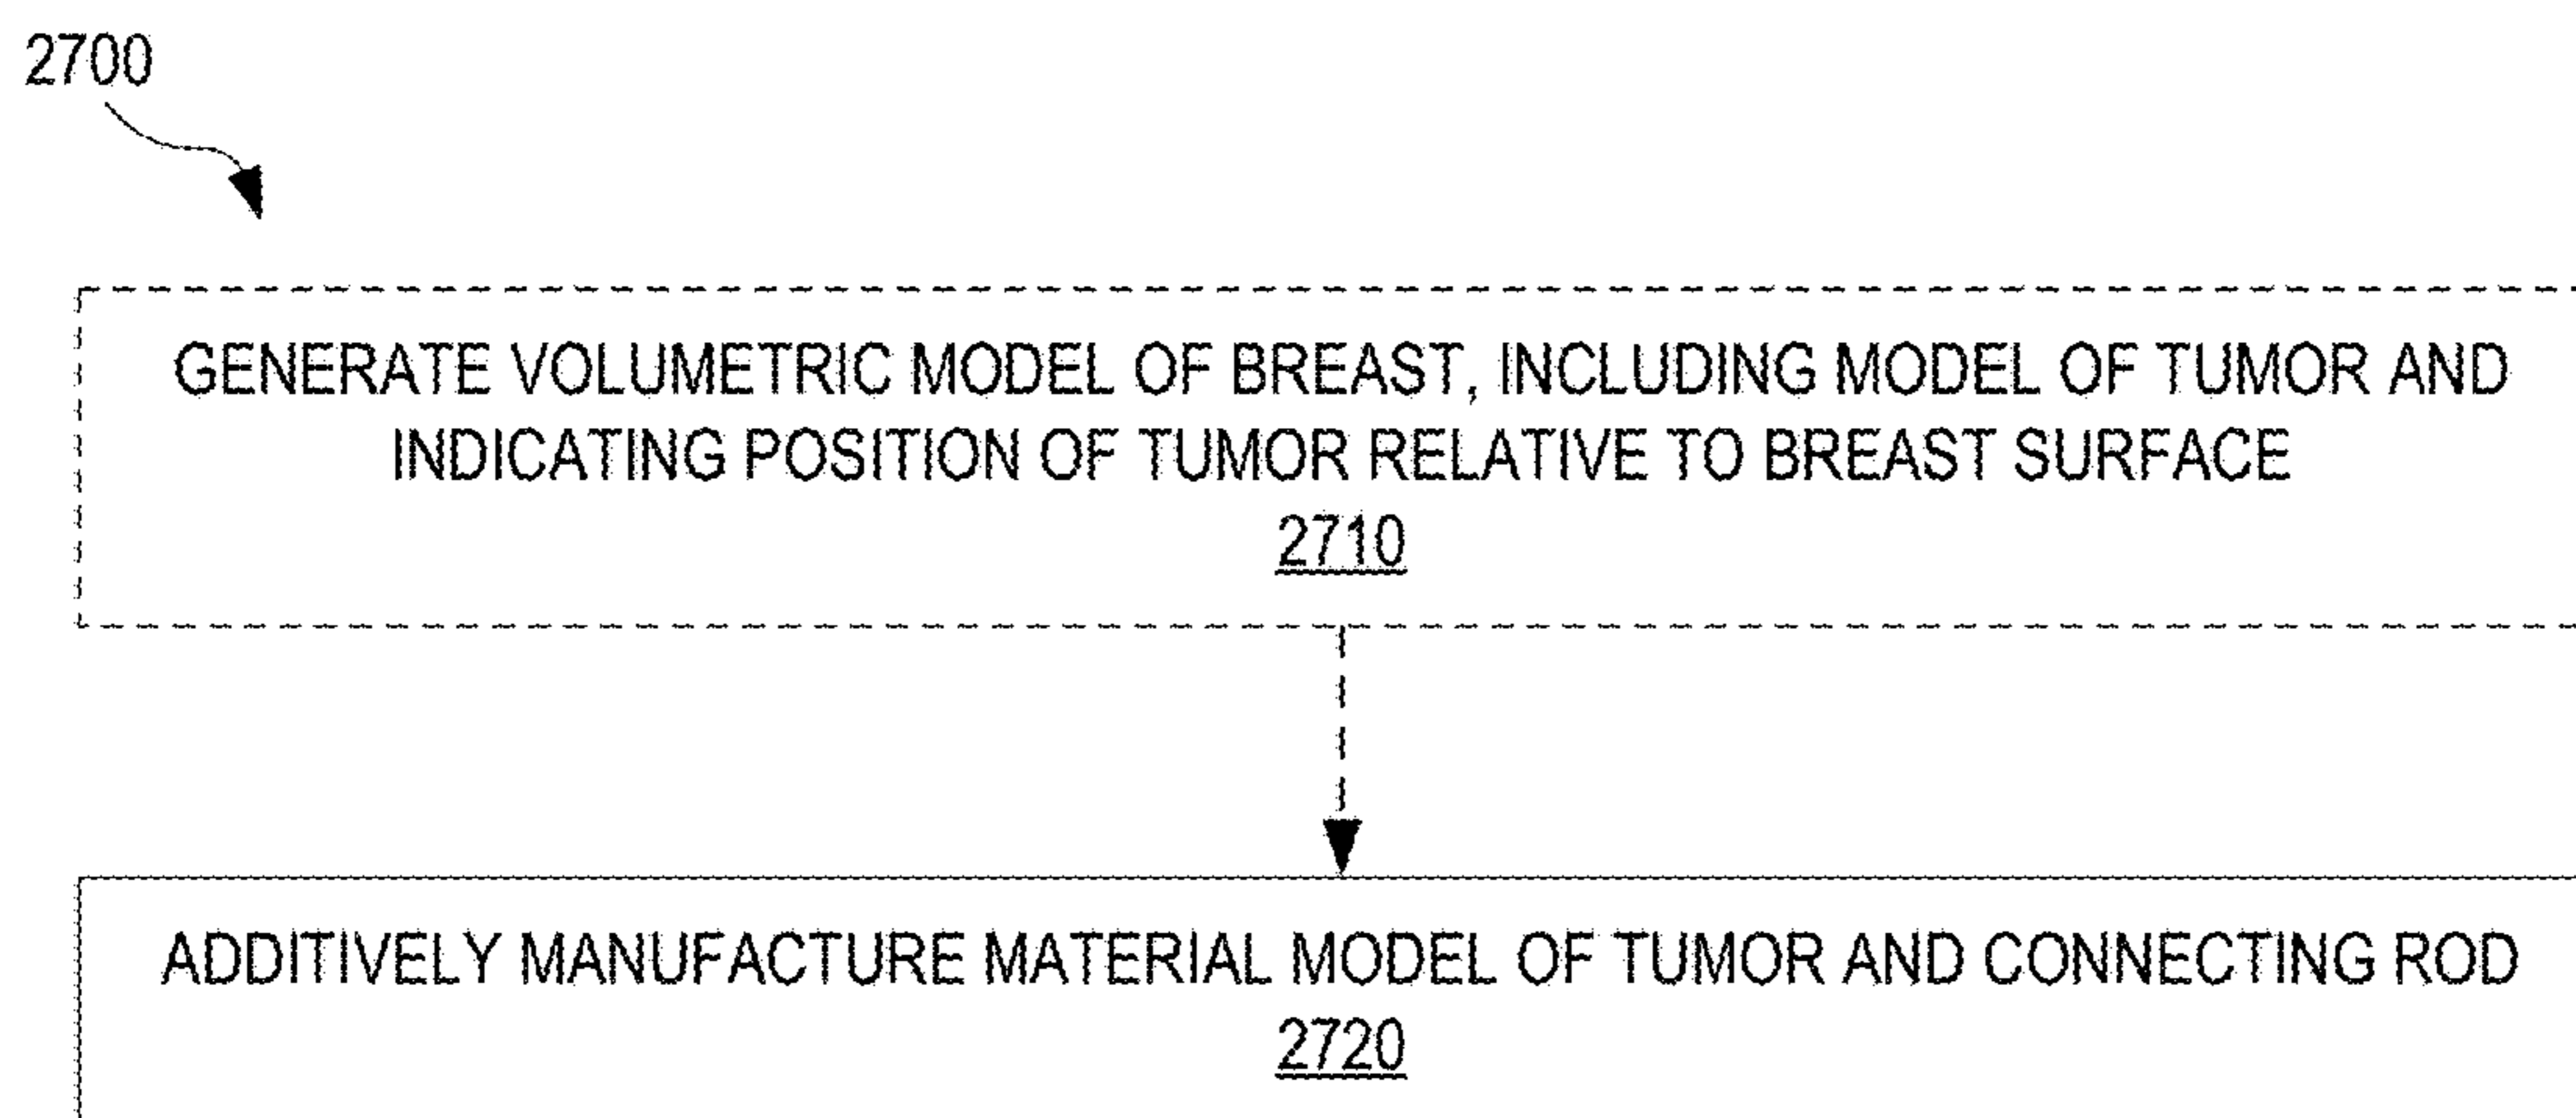 2700
GENERATE VOLUMETRIC MODEL OF BREAST, INCLUDING MODEL OF TUMOR AND
INDICATING POSITION OF TUMOR RELATIVE TO BREAST SURFACE
2710
ADDITIVELY MANUFACTURE MATERIAL MODEL OF TUMOR AND CONNECTING ROD
2720